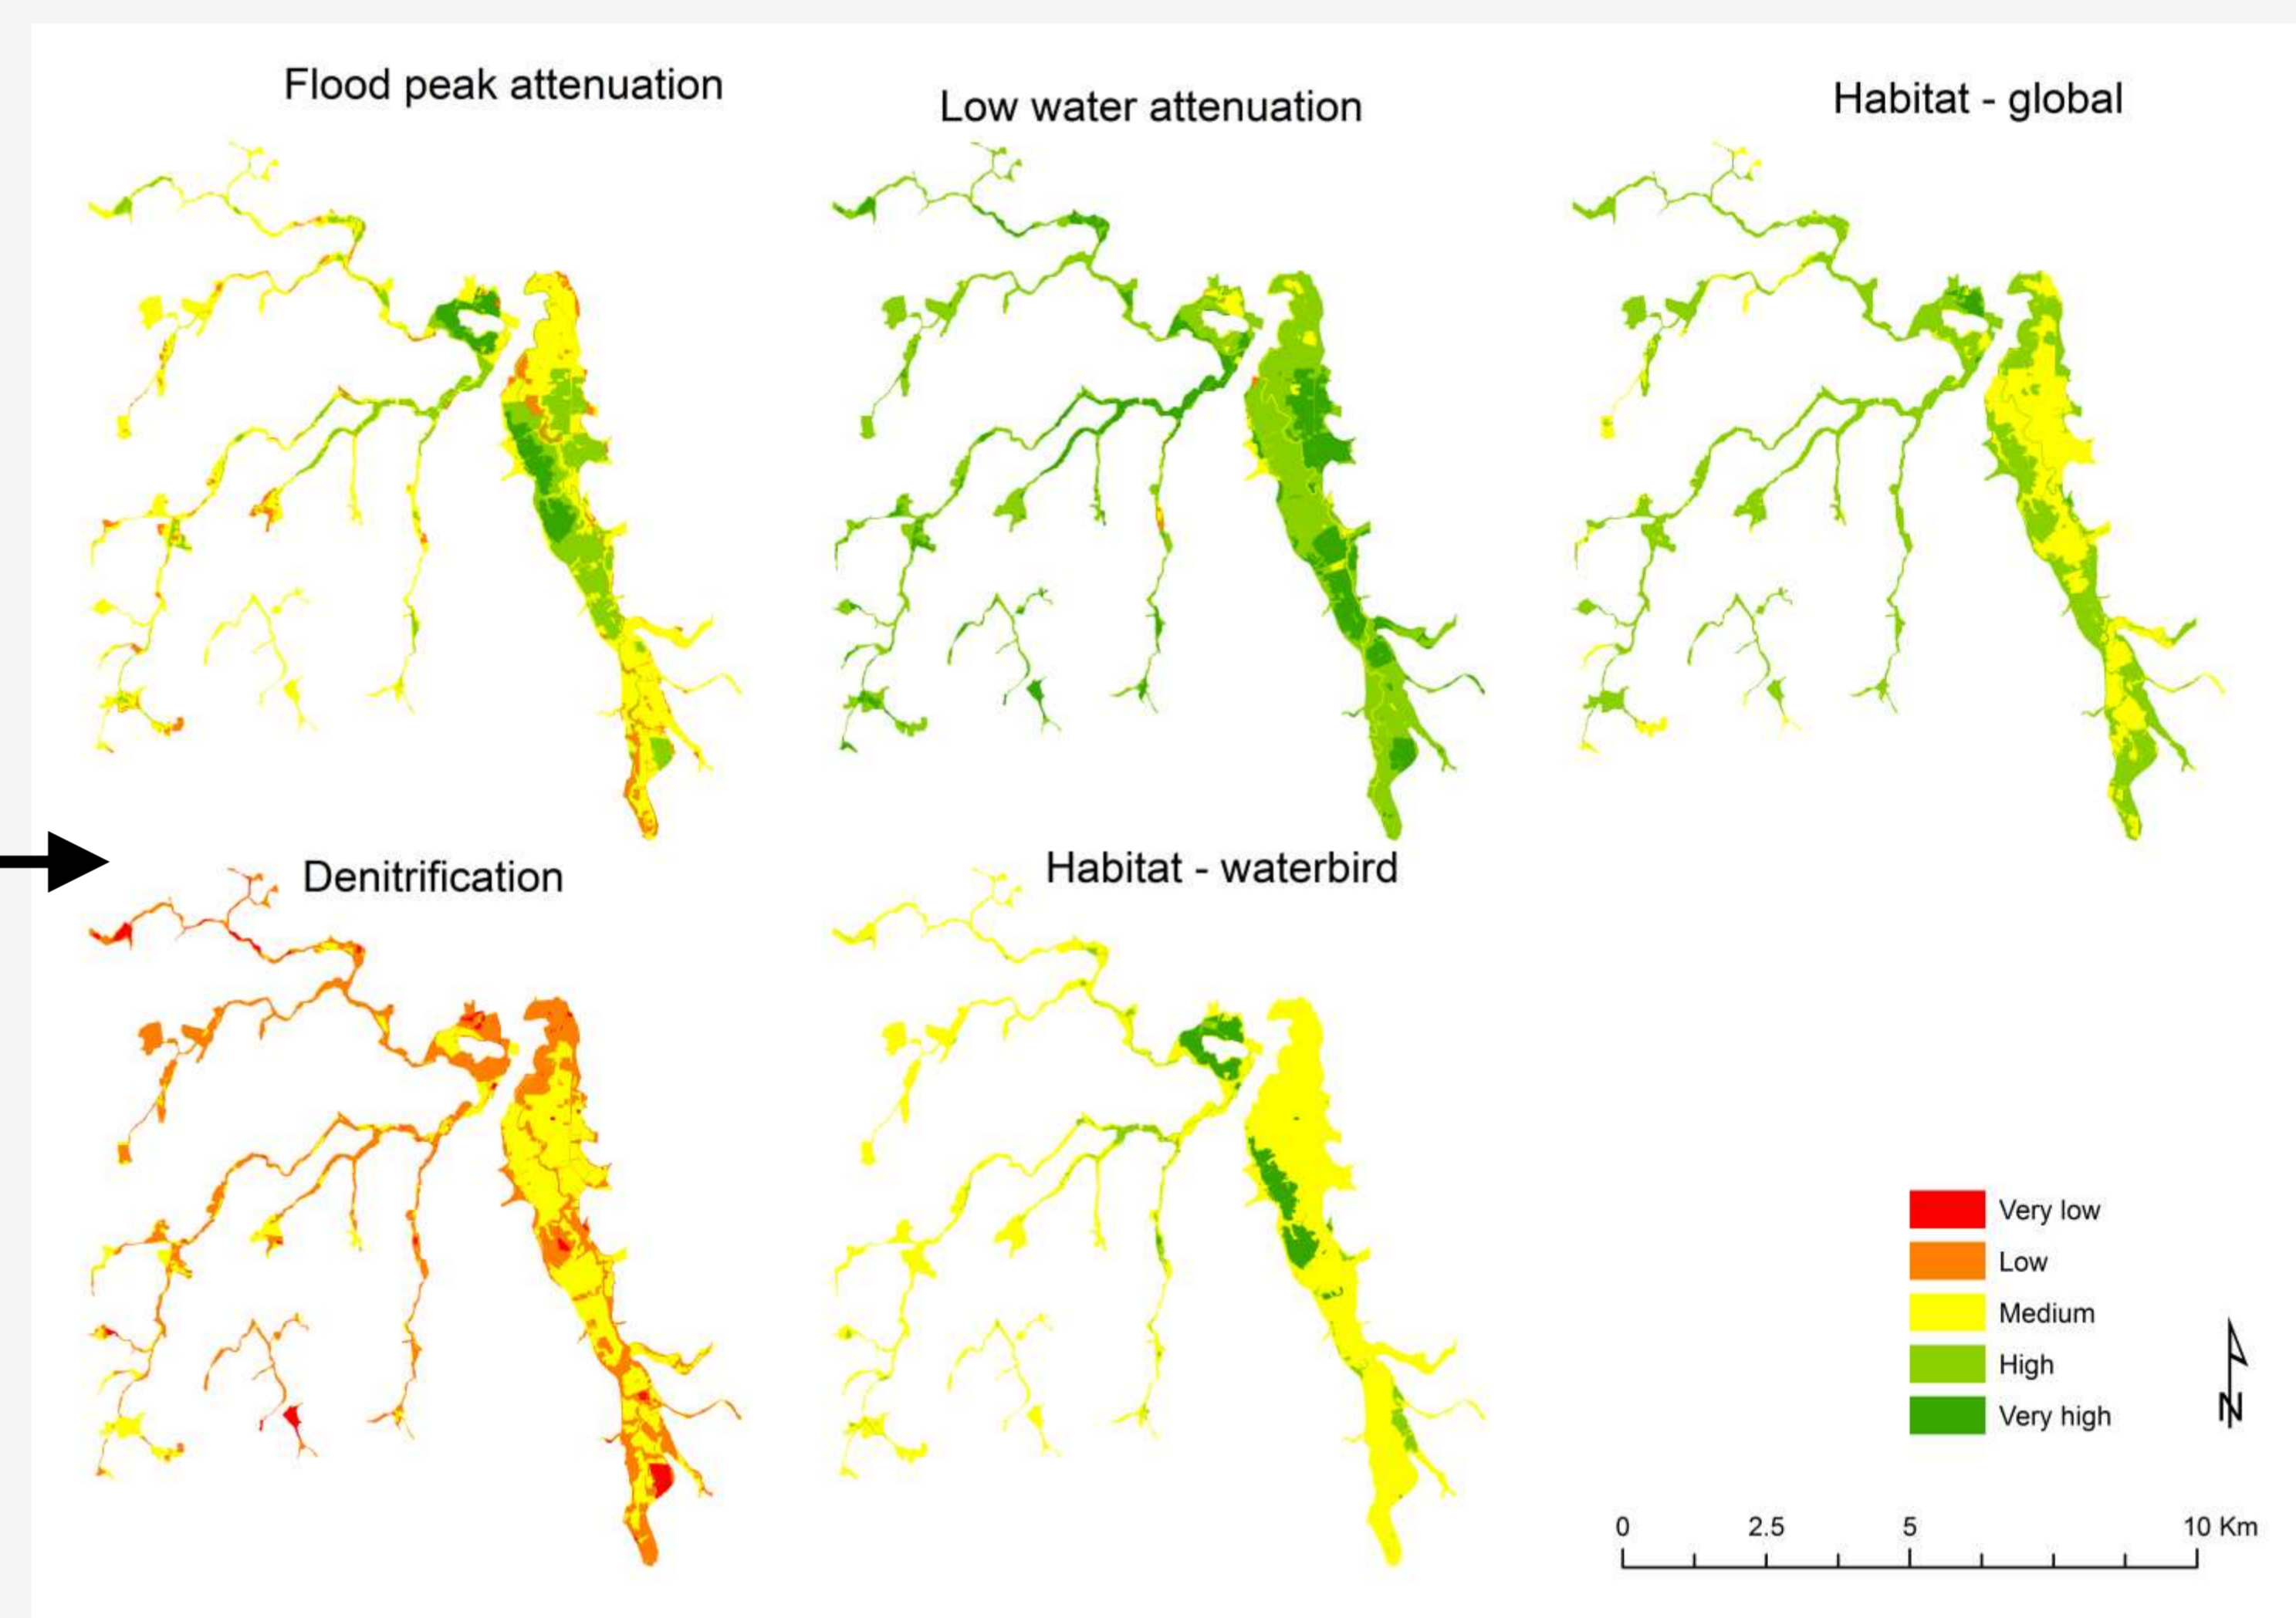 Flood peak attenuation
Low water attenuation
Habitat - global
Denitrification
Habitat - waterbird
Very low
Low
Medium
High
Very high
N
0 2.5 5 10 Km